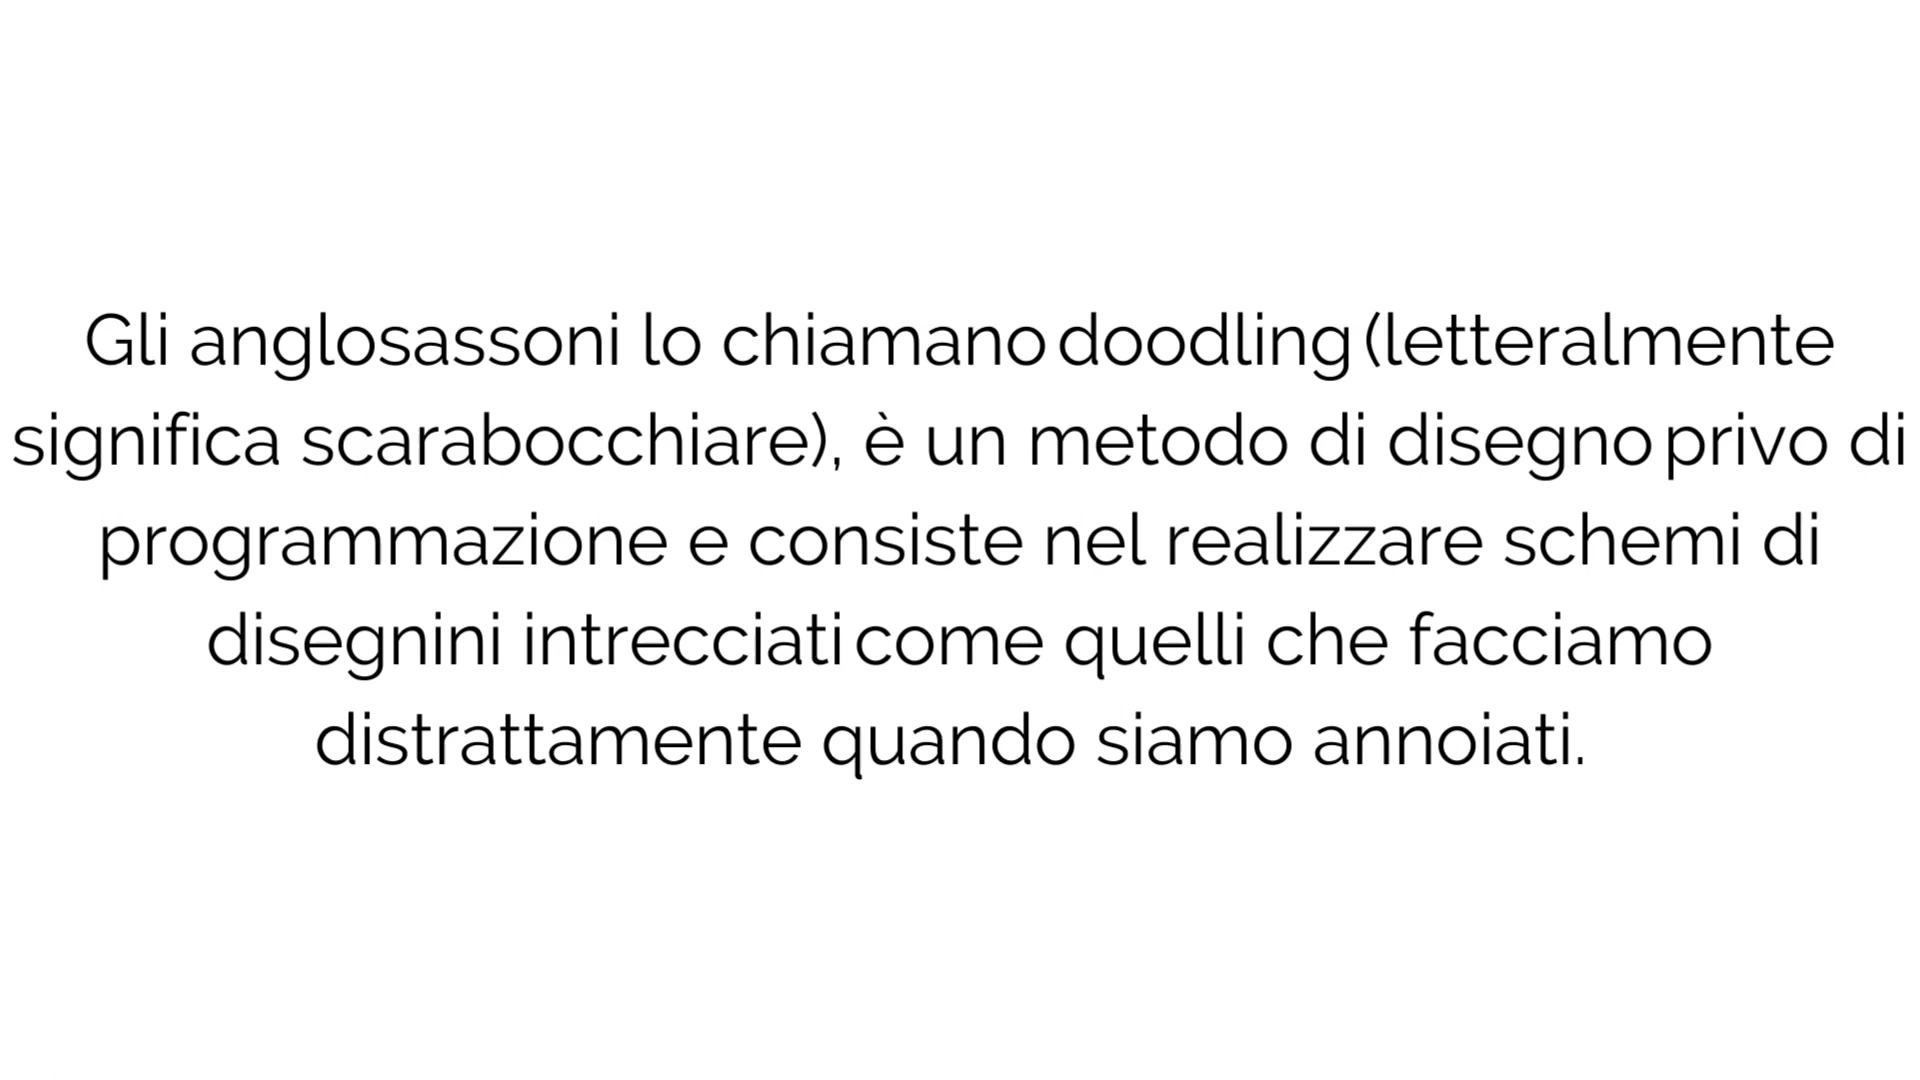 Gli anglosassoni lo chiamano doodling (letteralmente
significa scarabocchiare), è un metodo di disegno privo di
programmazione e consiste nel realizzare schemi di
disegnini intrecciati come quelli che facciamo
distrattamente quando siamo annoiati.